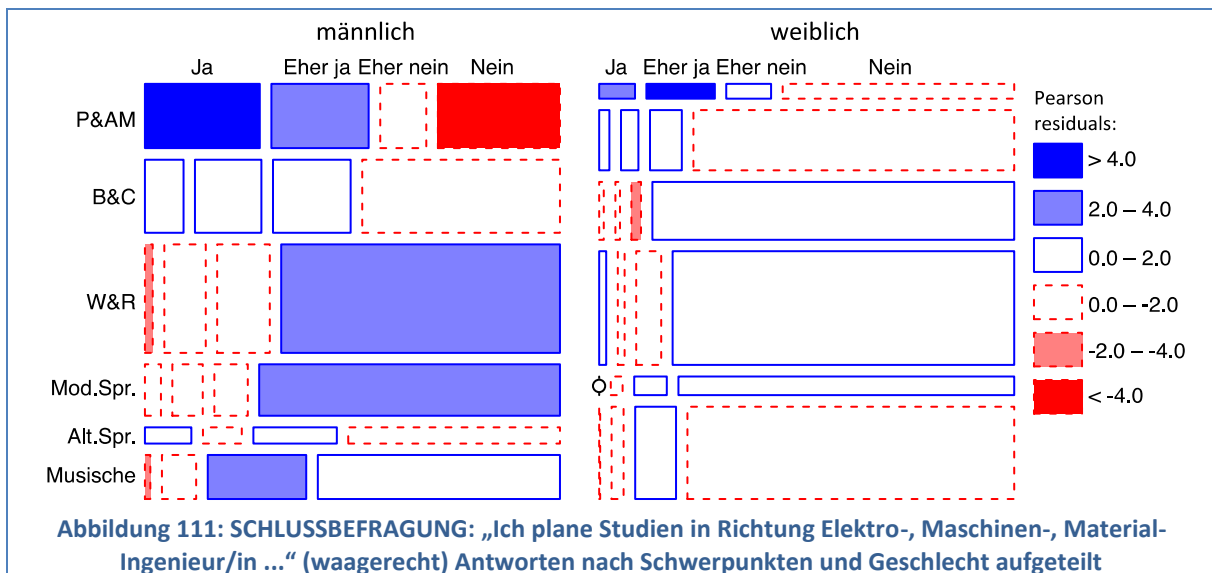 männlich
weiblich
Ja Eher ja Eher nein Nein
Ja Eher ja Eher nein Nein
P&AM
B&C
W&R
Mod.Spr.
Alt.Spr.
Musische
Pearson
residuals:
> 4.0
2.0 – 4.0
0.0 – 2.0
0.0 – -2.0
-2.0 – -4.0
< -4.0
Abbildung 111: SCHLUSSBEFRAGUNG: „Ich plane Studien in Richtung Elektro-, Maschinen-, Material-
Ingenieur/in ...“ (waagerecht) Antworten nach Schwerpunkten und Geschlecht aufgeteilt